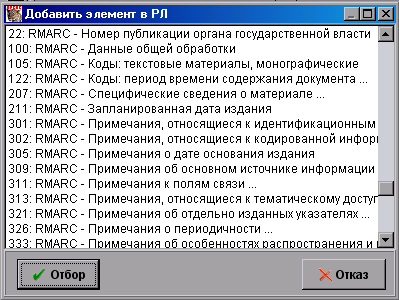 Добавить элемент в РЛ
22: RMARC - Номер публикации органа государственной власти
100: RMARC - Данные общей обработки
105: RMARC - Коды: текстовые материалы, монографические
122: RMARC - Коды: период времени содержания документа ...
207: RMARC - Специфические сведения о материале ...
211: RMARC - Запланированная дата издания
301: RMARC - Примечания, относящиеся к идентификационным
302: RMARC - Примечания, относящиеся к кодированной инфор
305: RMARC - Примечания о дате основания издания
309: RMARC - Примечания об основном источнике информации
311: RMARC - Примечания к полям связи ...
313: RMARC - Примечания, относящиеся к тематическому досту
321: RMARC - Примечания об отдельно изданных указателях ...
326: RMARC - Примечания о периодичности ...
333: RMARC - Примечания об особенностях распространения и
Отбор
Отказ